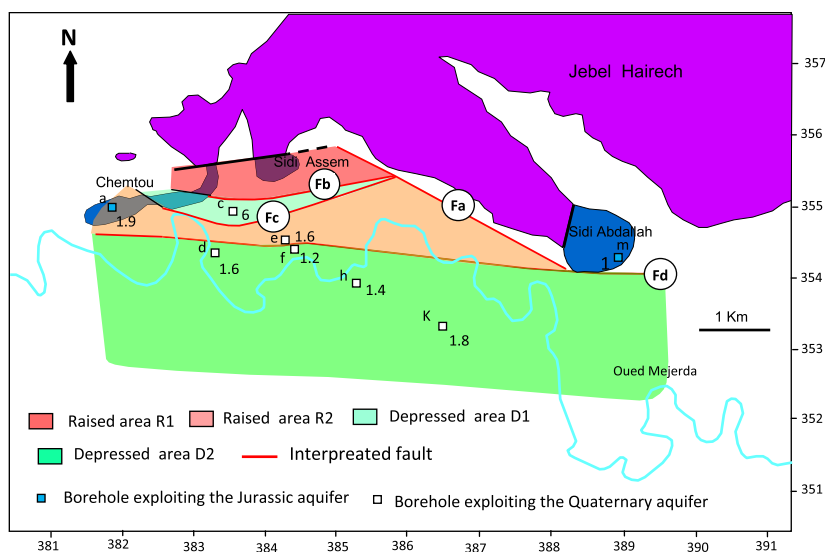 N
Jebel Hairech
357
356
Sidi Assem
Chemtou
Fb
a
1.9
c
6
Fc
Fa
355
Sidi Abdallah
m
1
e
1.6
d
f
1.2
1.6
h
1.4
Fd
354
K
1.8
1 Km
353
Oued Mejerda
Raised area R1
Raised area R2
Depressed area D1
352
Depressed area D2
Interpreated fault
Borehole exploiting the Jurassic aquifer
Borehole exploiting the Quaternary aquifer
351
381 382 383 384 385 386 387 388 389 390 391